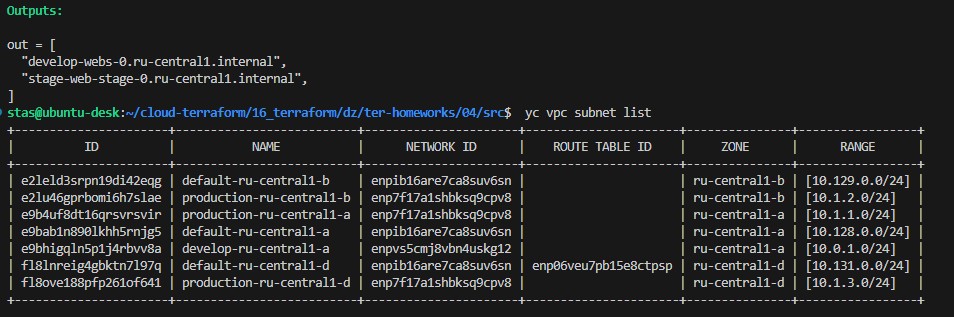 Outputs:
out = [
"develop-webs-0.ru-central1.internal",
"stage-web-stage-0.ru-central1.internal",
]
stas@ubuntu-desk:~/cloud-terraform/16_terraform/dz/ter-homeworks/04/src$ yc vpc subnet list
| ID | NAME | NETWORK ID | ROUTE TABLE ID | ZONE | RANGE |
| e2leld3srpn19di42eqg | default-ru-central1-b | enpib16are7ca8suv6sn | | ru-central1-b | [10.129.0.0/24] |
| e2lu46gprbomi6h7slae | production-ru-central1-b | enp7f17a1shbksq9cpv8 | | ru-central1-b | [10.1.2.0/24] |
| e9b4uf8dt16qrsvrsvir | production-ru-central1-a | enp7f17a1shbksq9cpv8 | | ru-central1-a | [10.1.1.0/24] |
| e9bab1n890lkhh5rnjg5 | default-ru-central1-a | enpib16are7ca8suv6sn | | ru-central1-a | [10.128.0.0/24] |
| e9bhigqln5p1j4rbvv8a | develop-ru-central1-a | enpvs5cmj8vbn4uskg12 | | ru-central1-a | [10.0.1.0/24] |
| fl8lnreig4gbktn7l97q | default-ru-central1-d | enpib16are7ca8suv6sn | enp06veu7pb15e8ctpsp | ru-central1-d | [10.131.0.0/24] |
| fl8ove188pfp261of641 | production-ru-central1-d | enp7f17a1shbksq9cpv8 | | ru-central1-d | [10.1.3.0/24] |